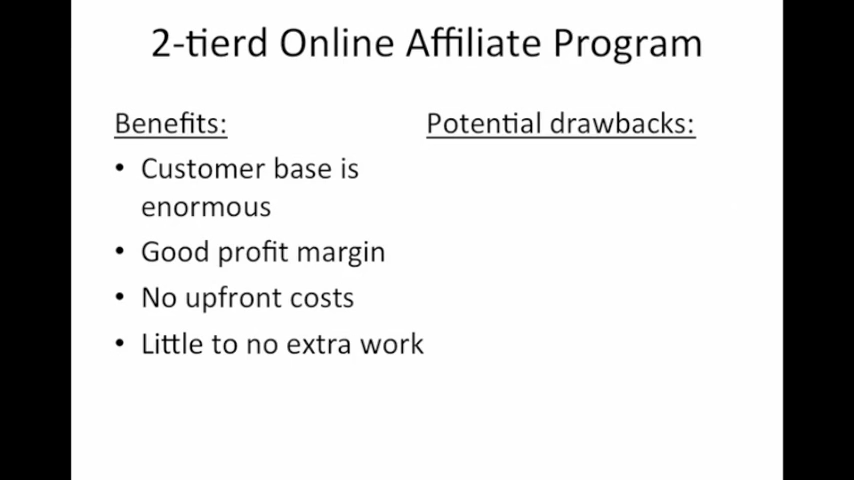 2-tierd Online Affiliate Program
Benefits:
• Customer base is
enormous
• Good profit margin
• No upfront costs
• Little to no extra work
Potential drawbacks: